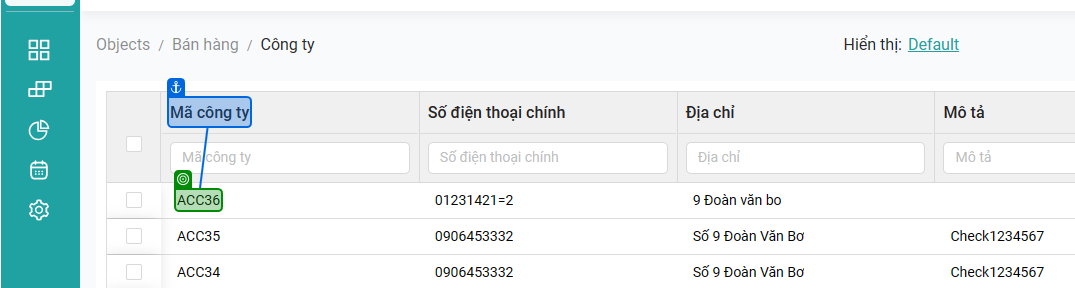 Objects / Bán hàng / Công ty
Hiển thị: Default
Mã công ty Số điện thoại chính Địa chỉ Mô tả
Mã công ty Số điện thoại chính Địa chỉ Mô tả
ACC36 01231421=2 9 Đoàn văn bo
ACC35 0906453332 Số 9 Đoàn Văn Bơ Check1234567
ACC34 0906453332 Số 9 Đoàn Văn Bơ Check1234567